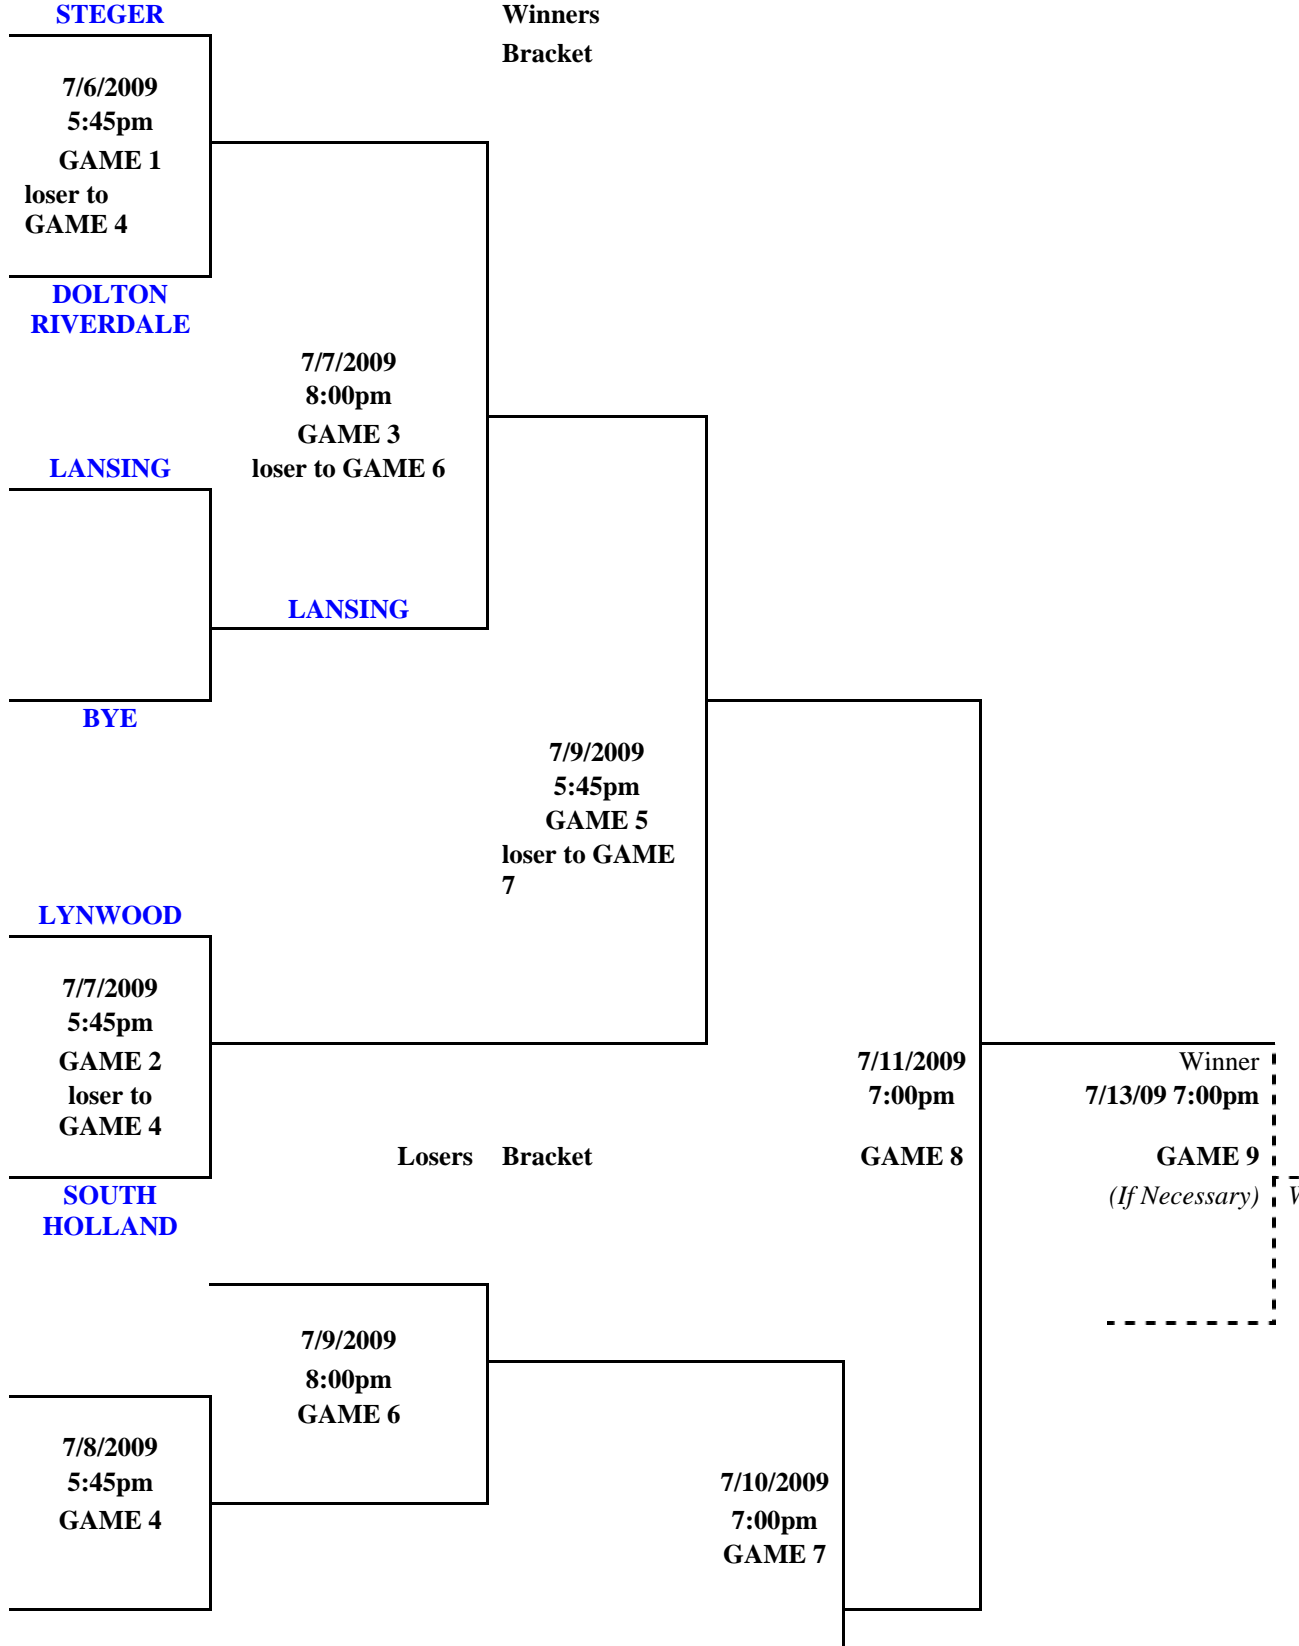 STEGER
Winners
Bracket
7/6/2009
5:45pm
GAME 1
loser to
GAME 4
DOLTON
RIVERDALE
7/7/2009
8:00pm
GAME 3
loser to GAME 6
LANSING
LANSING
BYE
7/9/2009
5:45pm
GAME 5
loser to GAME
7
LYNWOOD
7/7/2009
5:45pm
GAME 2
loser to
GAME 4
SOUTH
HOLLAND
7/11/2009
7:00pm
GAME 8
Winner
7/13/09 7:00pm
GAME 9
(If Necessary)
Losers Bracket
7/9/2009
8:00pm
GAME 6
7/8/2009
5:45pm
GAME 4
7/10/2009
7:00pm
GAME 7